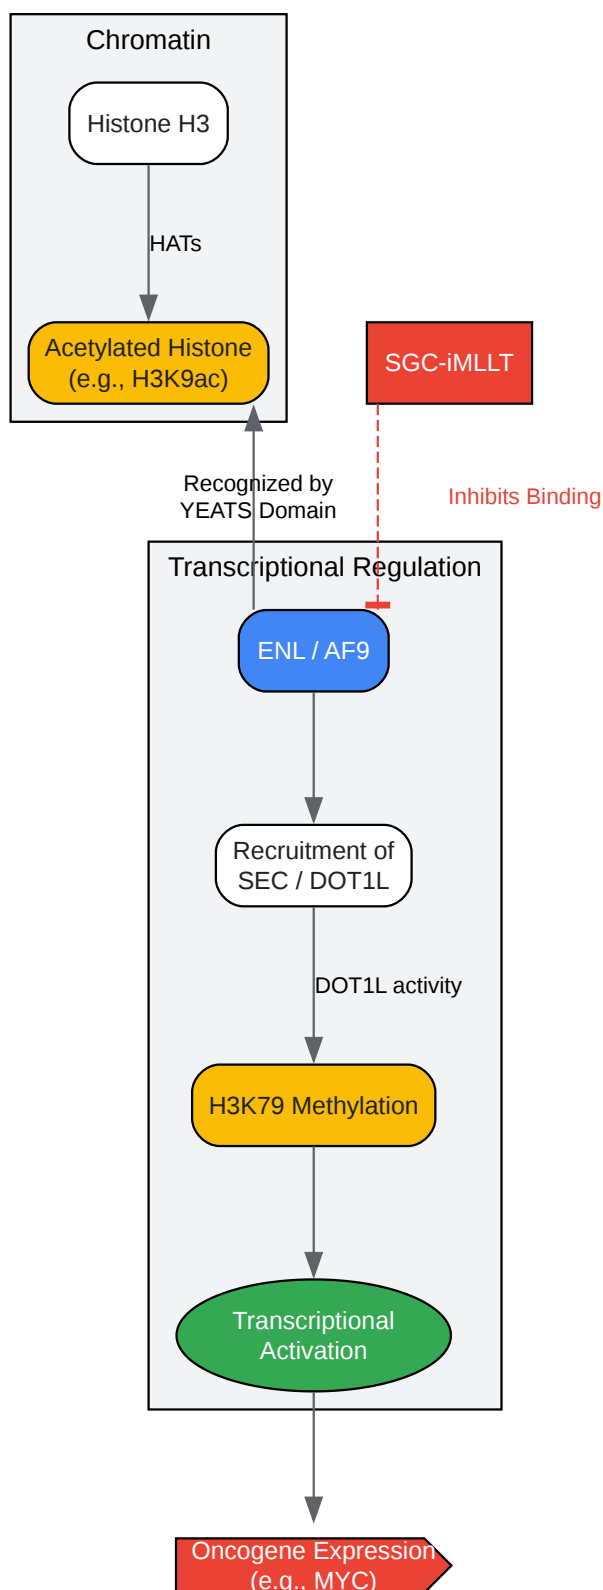 Chromatin
Histone H3
HATs
Acetylated Histone
(e.g., H3K9ac)
SGC-iMLLT
Recognized by
YEATS Domain
Inhibits Binding
Transcriptional Regulation
ENL / AF9
Recruitment of
SEC / DOT1L
DOT1L activity
H3K79 Methylation
Transcriptional
Activation
Oncogene Expression
(e.g., MYC)